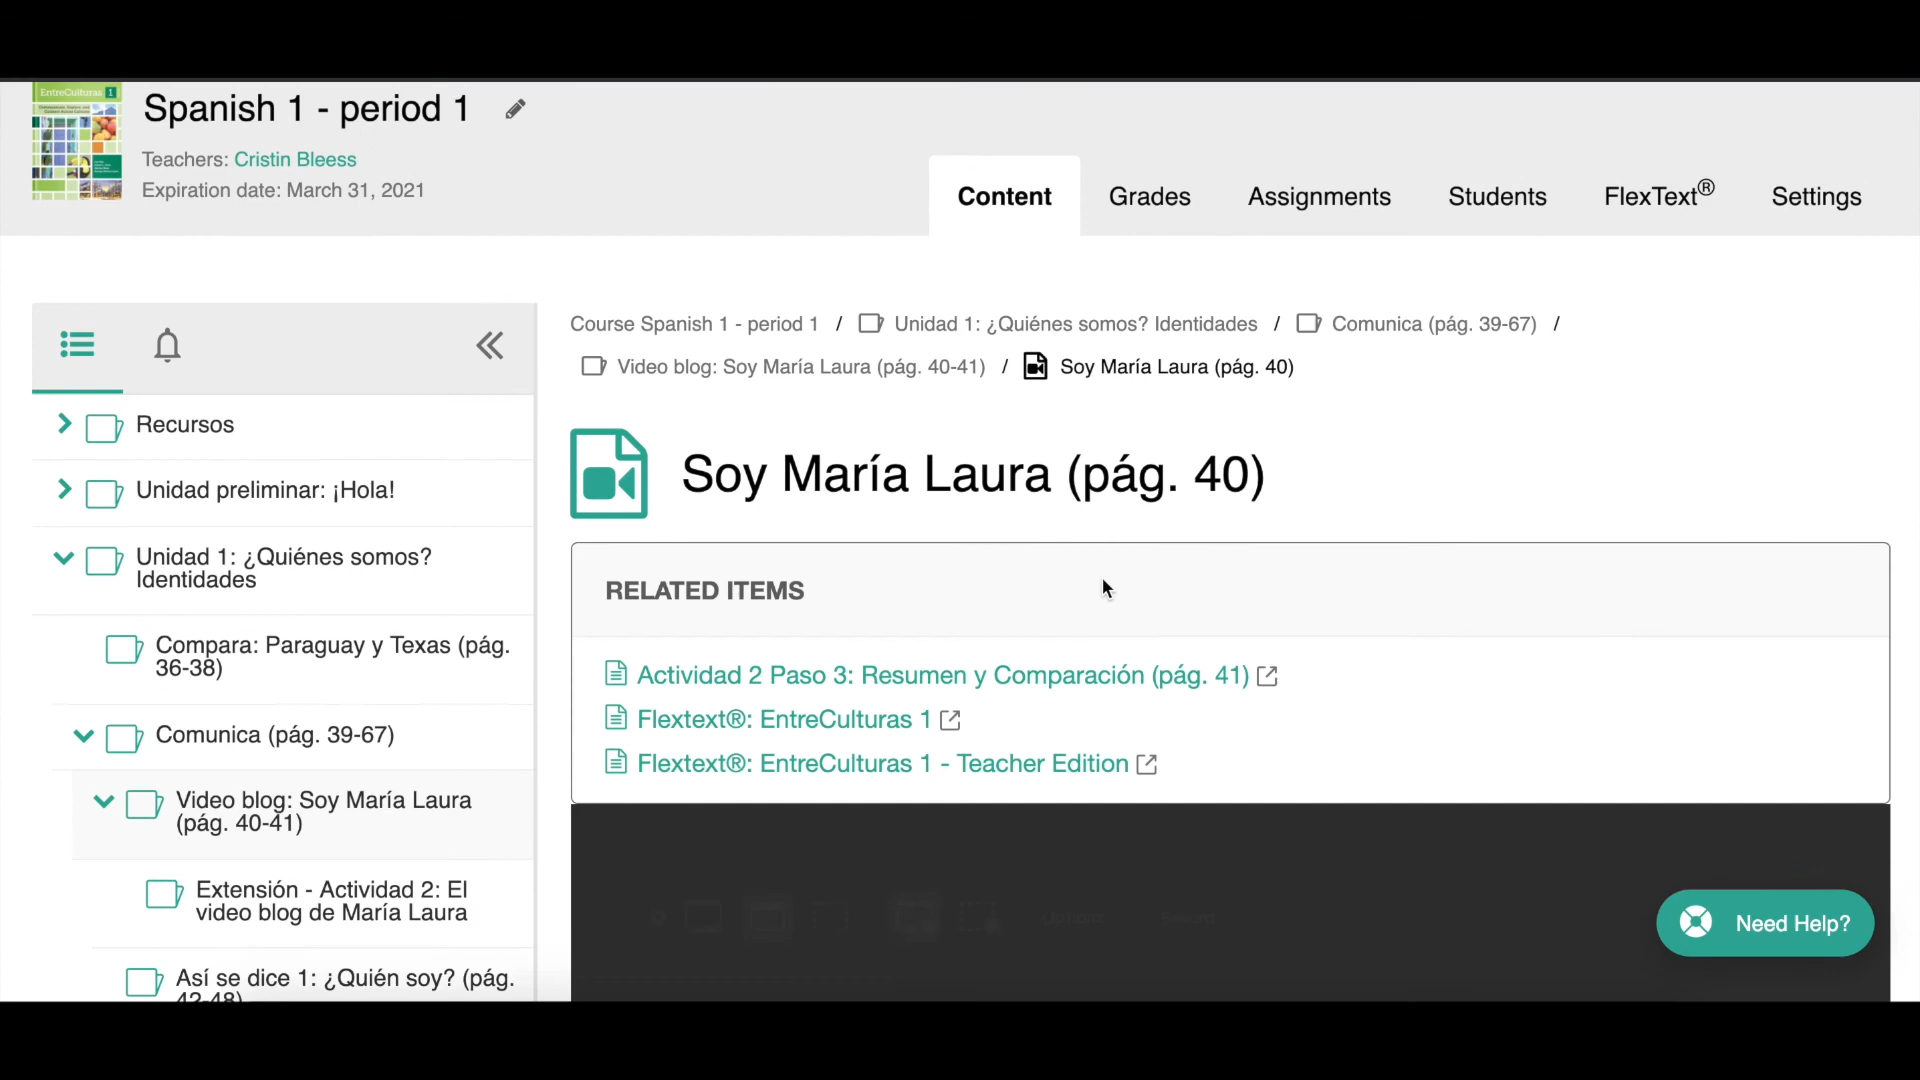 EntreCulturas 1
Spanish 1 - period 1
Teachers: Cristin Bleess
Expiration date: March 31, 2021
Content
Grades
Assignments
Students
FlexText®
Settings
Course Spanish 1 - period 1 / Unidad 1: ¿Quiénes somos? Identidades / Comunica (pág. 39-67) /
Video blog: Soy María Laura (pág. 40-41) / Soy María Laura (pág. 40)
Recursos
Unidad preliminar: ¡Hola!
Unidad 1: ¿Quiénes somos?
Identidades
Compara: Paraguay y Texas (pág.
36-38)
Comunica (pág. 39-67)
Video blog: Soy María Laura
(pág. 40-41)
Extensión - Actividad 2: El
video blog de María Laura
Así se dice 1: ¿Quién soy? (pág.
42-48)
Soy María Laura (pág. 40)
RELATED ITEMS
Actividad 2 Paso 3: Resumen y Comparación (pág. 41)
Flextext®: EntreCulturas 1
Flextext®: EntreCulturas 1 - Teacher Edition
Need Help?